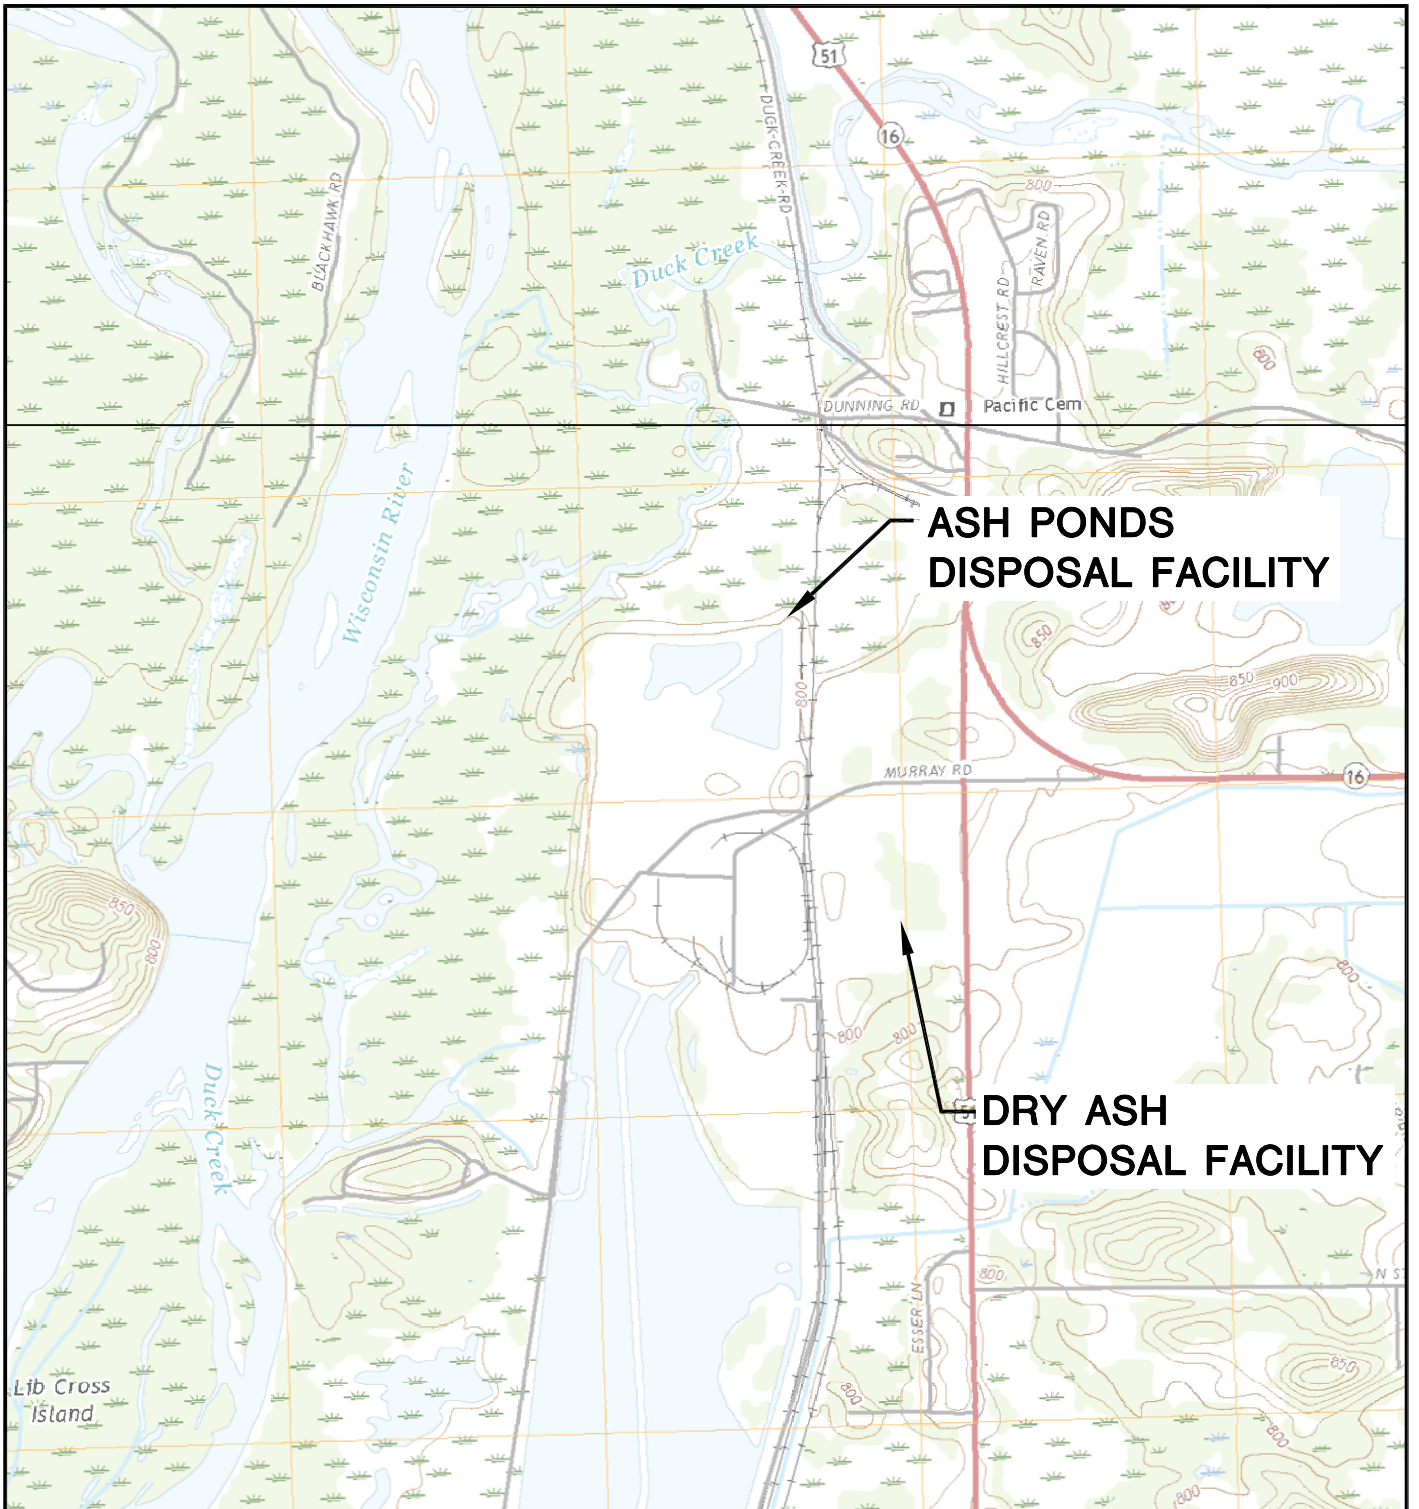 51
16
DUCK-CREEK-RD
BLACKHAWK RD
800
RAVEN RD
Duck Creek
HILLCREST RD
800
DUNNING RD
Pacific Cem
Wisconsin River
ASH PONDS
DISPOSAL FACILITY
850
850
900
800
MURRAY RD
16
850
800
800
800
800
Duck Creek
DRY ASH
DISPOSAL FACILITY
800
N ST
ESSER LN
850
Lib Cross
Island
800
800
800